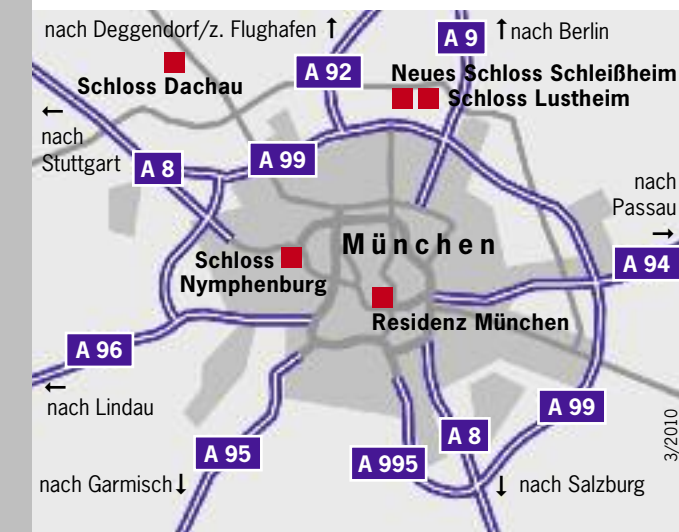 nach Deggendorf/z. Flughafen ↑
A 9
↑ nach Berlin
Schloss Dachau
A 92
Neues Schloss Schleißheim
Schloss Lustheim
←
nach
Stuttgart
A 8
A 99
nach
Passau
→
München
Schloss
Nymphenburg
A 94
Residenz München
A 96
←
nach Lindau
A 99
3/2010
A 95
A 995
A 8
nach Garmisch ↓
↓ nach Salzburg